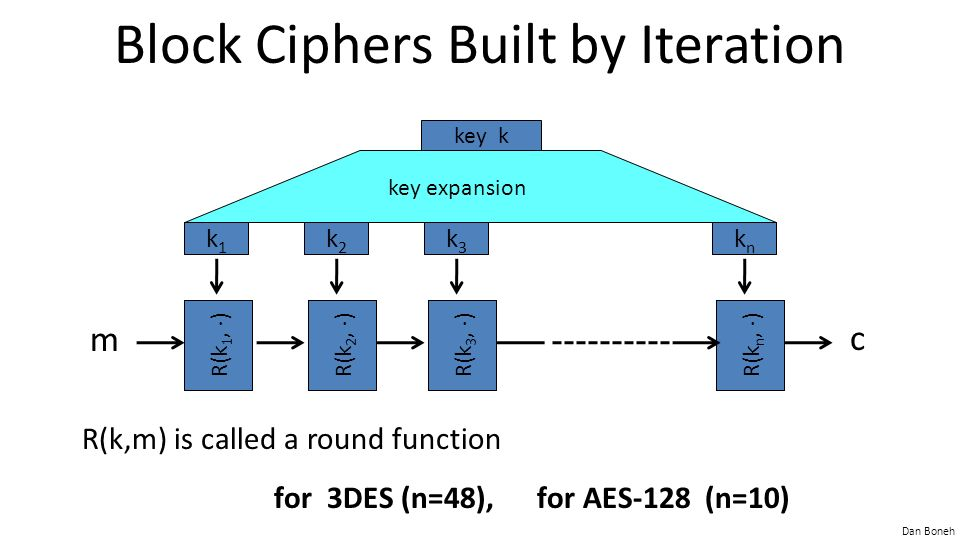 Block Ciphers Built by Iteration
key k
key expansion
k₁ k₂ k₃ kₙ
m R(k₁, ·) R(k₂, ·) R(k₃, ·) R(kₙ, ·) c
R(k,m) is called a round function
for 3DES (n=48), for AES-128 (n=10)
Dan Boneh